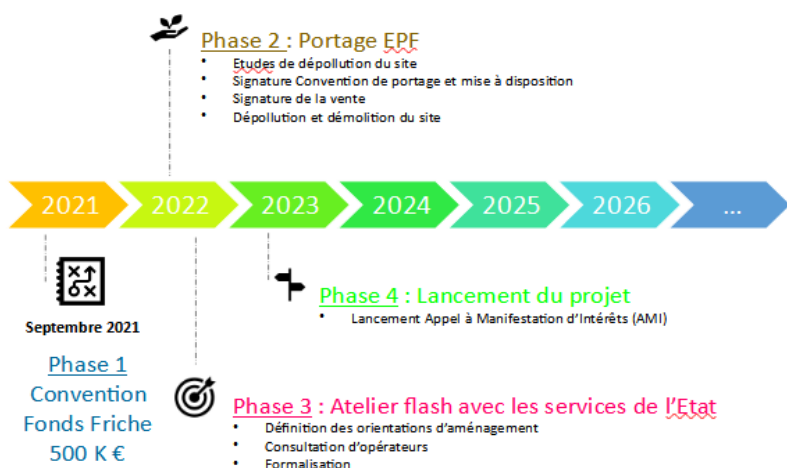 Phase 2 : Portage EPF
• Etudes de dépollution du site
• Signature Convention de portage et mise à disposition
• Signature de la vente
• Dépollution et démolition du site
2021 2022 2023 2024 2025 2026 ...
Septembre 2021
Phase 1
Convention
Fonds Friche
500 K €
Phase 4 : Lancement du projet
• Lancement Appel à Manifestation d'Intérêts (AMI)
Phase 3 : Atelier flash avec les services de l'Etat
• Définition des orientations d'aménagement
• Consultation d'opérateurs
• Formalisation